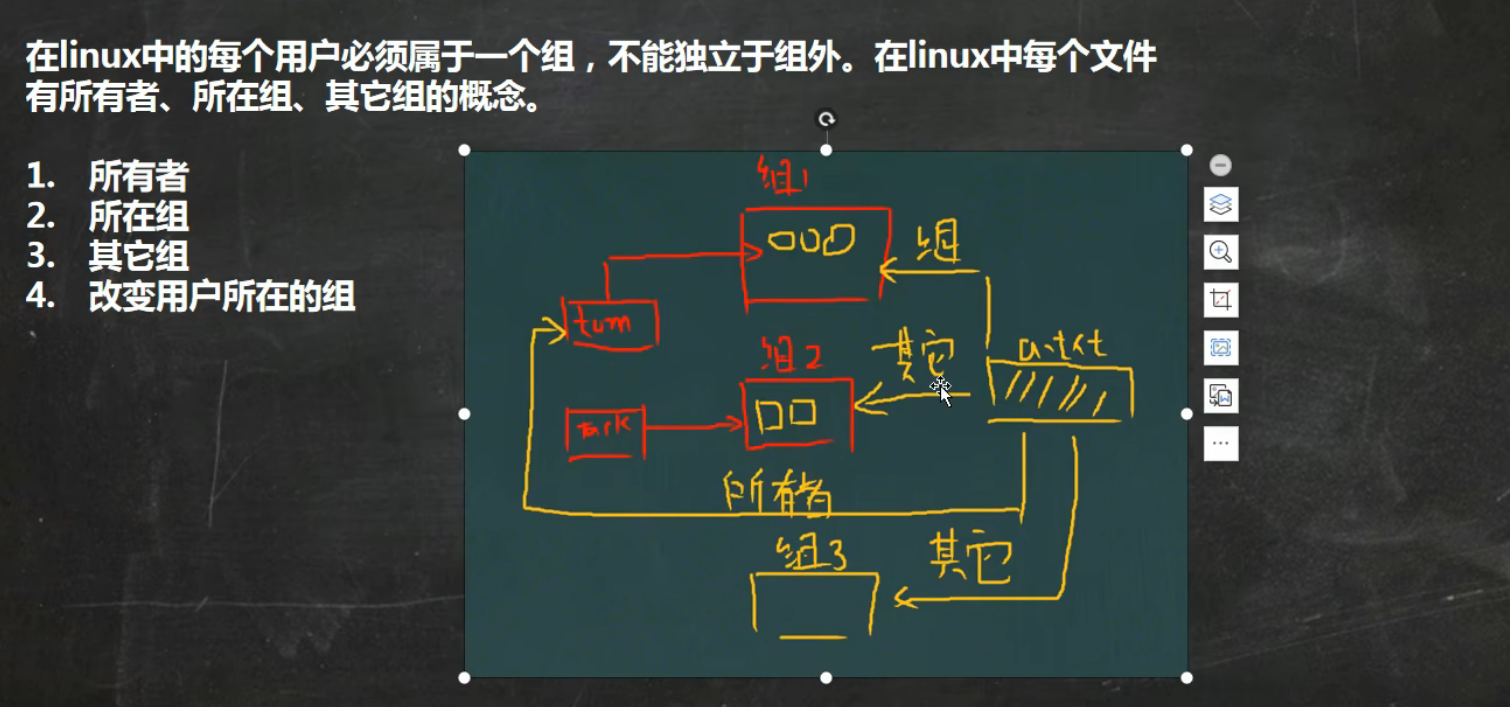 在linux中的每个用户必须属于一个组，不能独立于组外。在linux中每个文件
有所有者、所在组、其它组的概念。
1. 所有者
2. 所在组
3. 其它组
4. 改变用户所在的组
组1
组
tom
组2
其它
a.txt
所有者
组3
其它